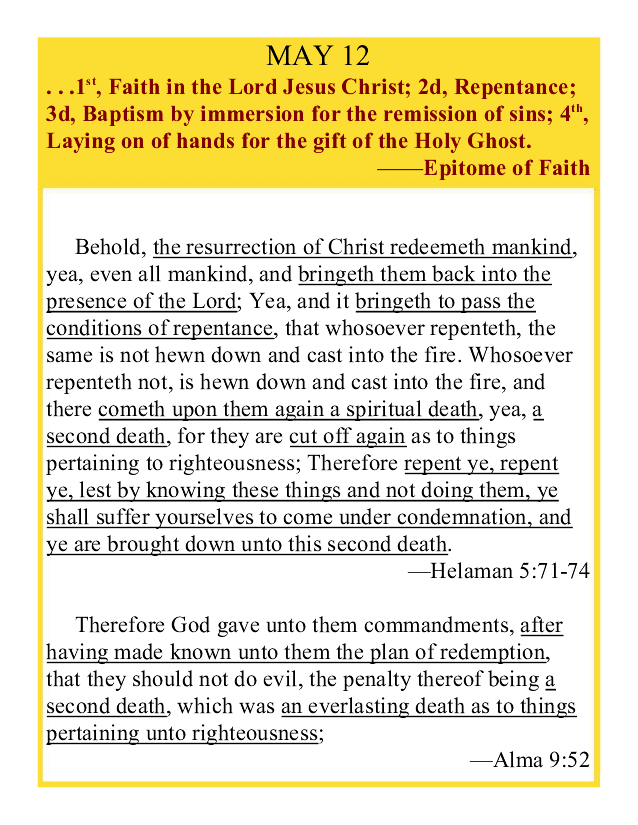 MAY 12
. . .1st, Faith in the Lord Jesus Christ; 2d, Repentance;
3d, Baptism by immersion for the remission of sins; 4th,
Laying on of hands for the gift of the Holy Ghost.
——Epitome of Faith
Behold, the resurrection of Christ redeemeth mankind,
yea, even all mankind, and bringeth them back into the
presence of the Lord; Yea, and it bringeth to pass the
conditions of repentance, that whosoever repenteth, the
same is not hewn down and cast into the fire. Whosoever
repenteth not, is hewn down and cast into the fire, and
there cometh upon them again a spiritual death, yea, a
second death, for they are cut off again as to things
pertaining to righteousness; Therefore repent ye, repent
ye, lest by knowing these things and not doing them, ye
shall suffer yourselves to come under condemnation, and
ye are brought down unto this second death.
—Helaman 5:71-74
Therefore God gave unto them commandments, after
having made known unto them the plan of redemption,
that they should not do evil, the penalty thereof being a
second death, which was an everlasting death as to things
pertaining unto righteousness;
—Alma 9:52